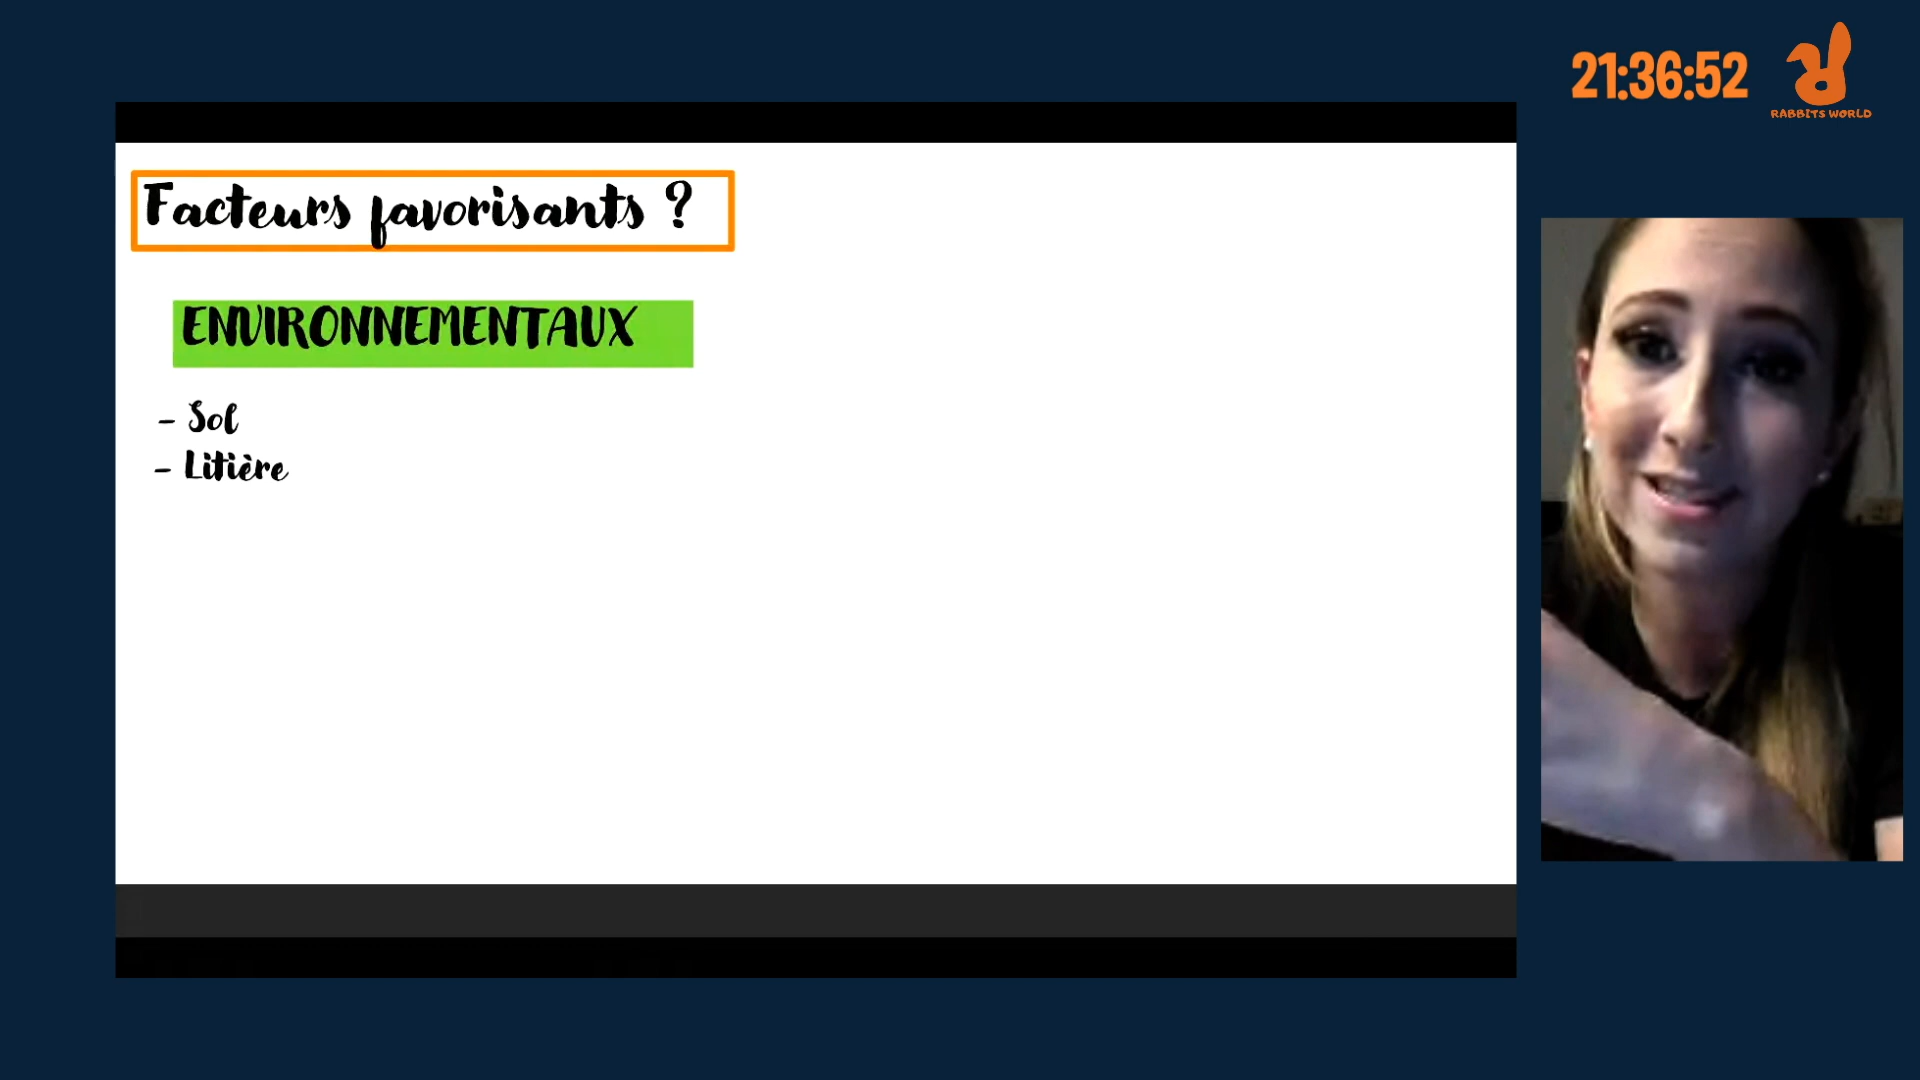 21:36:52
RABBITS WORLD
Facteurs favorisants ?
ENVIRONNEMENTAUX
- Sol
- Litière